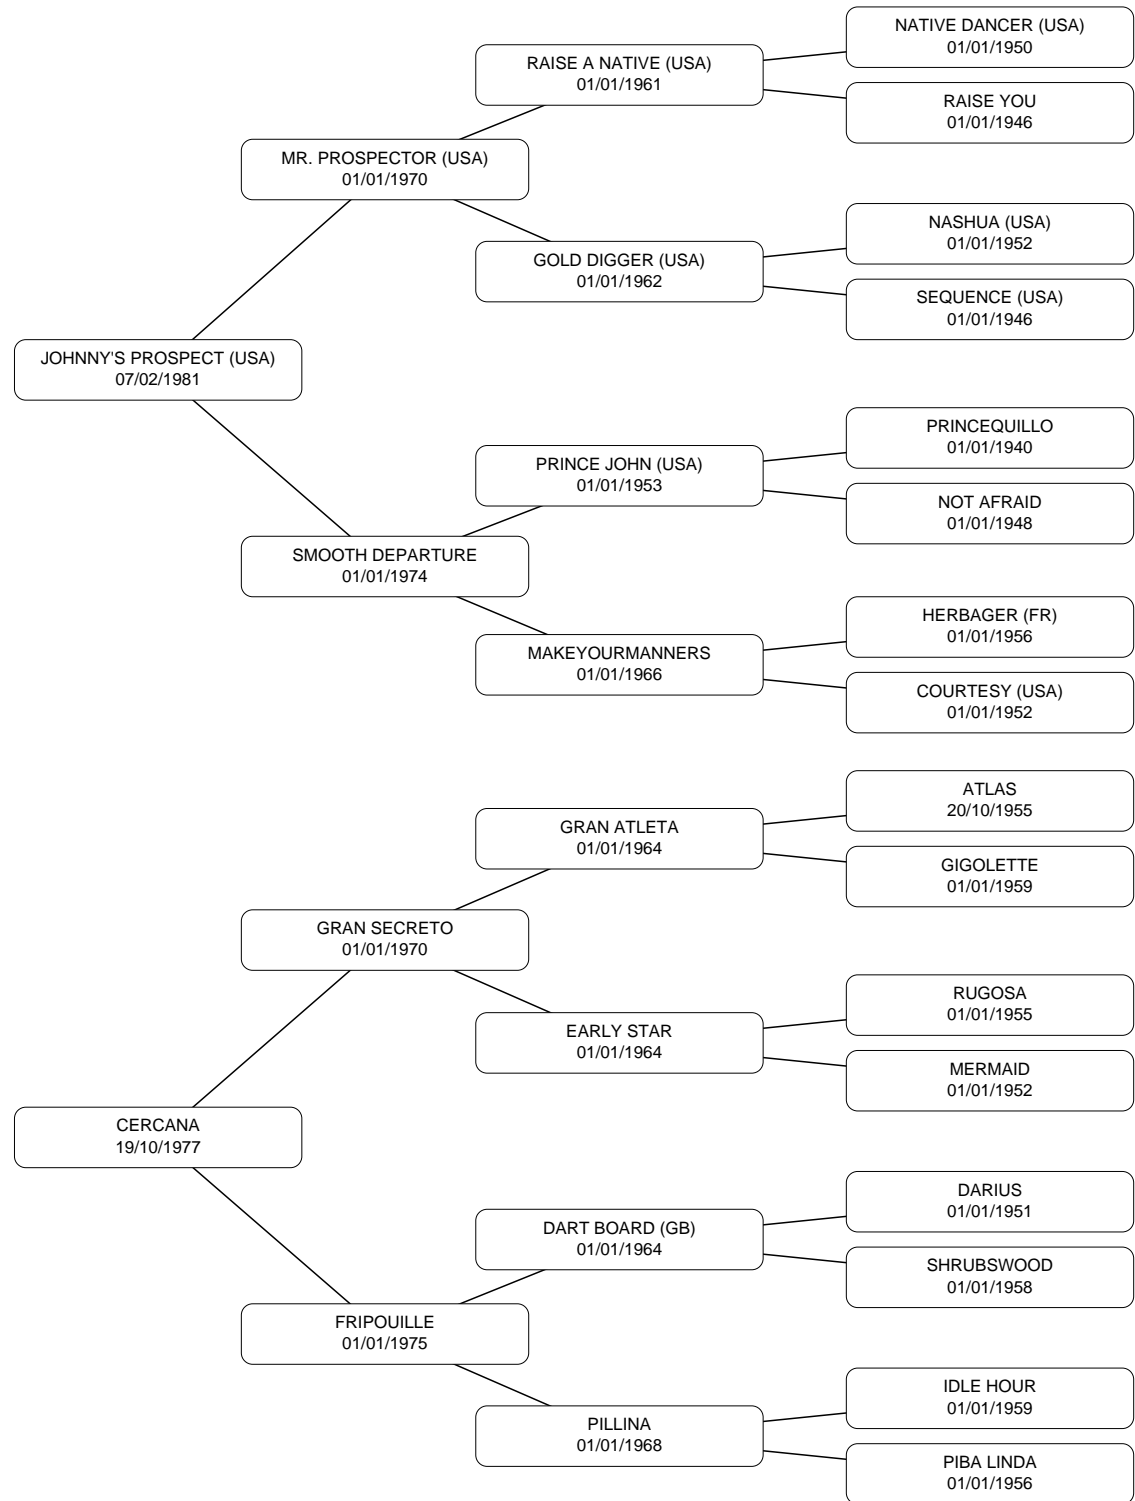 NATIVE DANCER (USA)
01/01/1950
RAISE A NATIVE (USA)
01/01/1961
RAISE YOU
01/01/1946
MR. PROSPECTOR (USA)
01/01/1970
NASHUA (USA)
01/01/1952
GOLD DIGGER (USA)
01/01/1962
SEQUENCE (USA)
01/01/1946
JOHNNY'S PROSPECT (USA)
07/02/1981
PRINCEQUILLO
01/01/1940
PRINCE JOHN (USA)
01/01/1953
NOT AFRAID
01/01/1948
SMOOTH DEPARTURE
01/01/1974
HERBAGER (FR)
01/01/1956
MAKEYOURMANNERS
01/01/1966
COURTESY (USA)
01/01/1952
ATLAS
20/10/1955
GRAN ATLETA
01/01/1964
GIGOLETTE
01/01/1959
GRAN SECRETO
01/01/1970
RUGOSA
01/01/1955
EARLY STAR
01/01/1964
MERMAID
01/01/1952
CERCANA
19/10/1977
DARIUS
01/01/1951
DART BOARD (GB)
01/01/1964
SHRUBSWOOD
01/01/1958
FRIPOUILLE
01/01/1975
IDLE HOUR
01/01/1959
PILLINA
01/01/1968
PIBA LINDA
01/01/1956